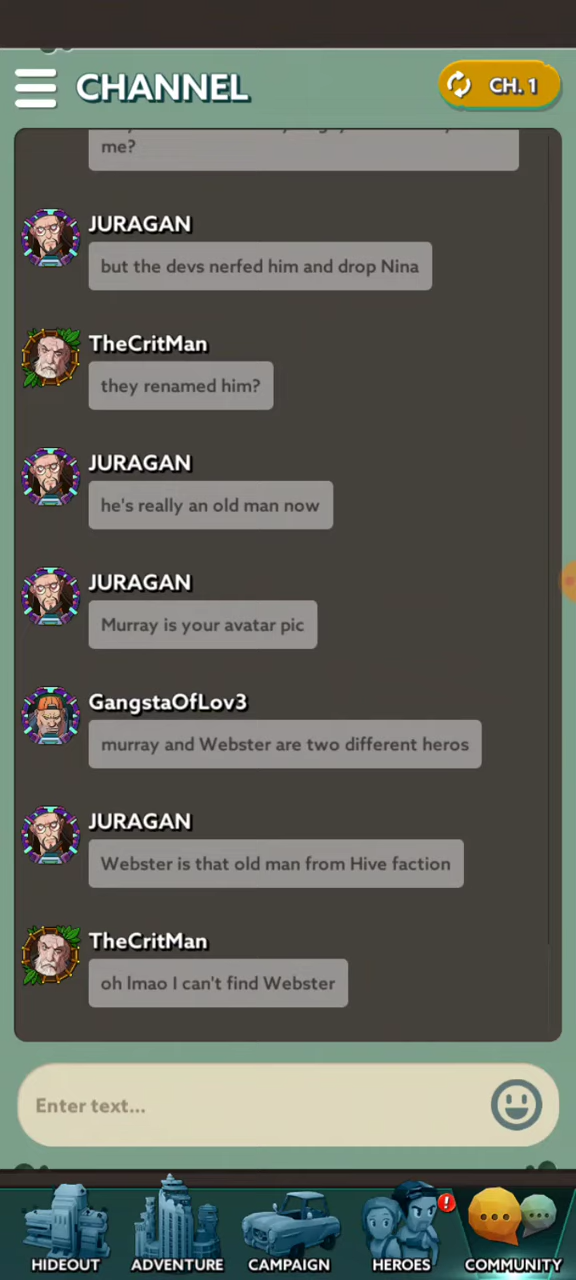 CHANNEL
CH. 1
me?
JURAGAN
but the devs nerfed him and drop Nina
TheCritMan
they renamed him?
JURAGAN
he's really an old man now
JURAGAN
Murray is your avatar pic
GangstaOfLov3
murray and Webster are two different heros
JURAGAN
Webster is that old man from Hive faction
TheCritMan
oh lmao I can't find Webster
Enter text...
HIDEOUT
ADVENTURE
CAMPAIGN
HEROES
!
COMMUNITY